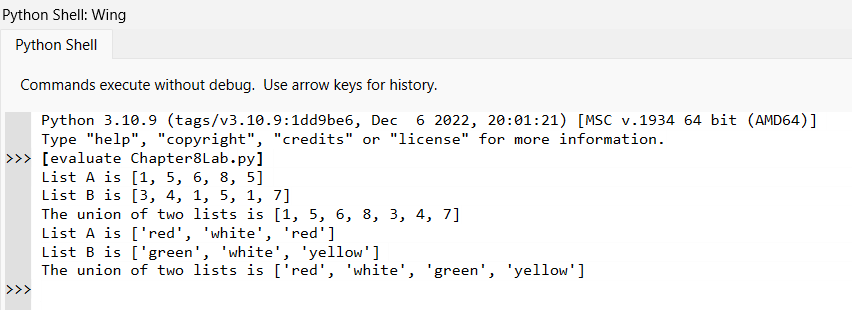 Python Shell: Wing
Python Shell
Commands execute without debug.  Use arrow keys for history.
Python 3.10.9 (tags/v3.10.9:1dd9be6, Dec  6 2022, 20:01:21) [MSC v.1934 64 bit (AMD64)]
Type "help", "copyright", "credits" or "license" for more information.
>>> [evaluate Chapter8Lab.py]
List A is [1, 5, 6, 8, 5]
List B is [3, 4, 1, 5, 1, 7]
The union of two lists is [1, 5, 6, 8, 3, 4, 7]
List A is ['red', 'white', 'red']
List B is ['green', 'white', 'yellow']
The union of two lists is ['red', 'white', 'green', 'yellow']
>>>